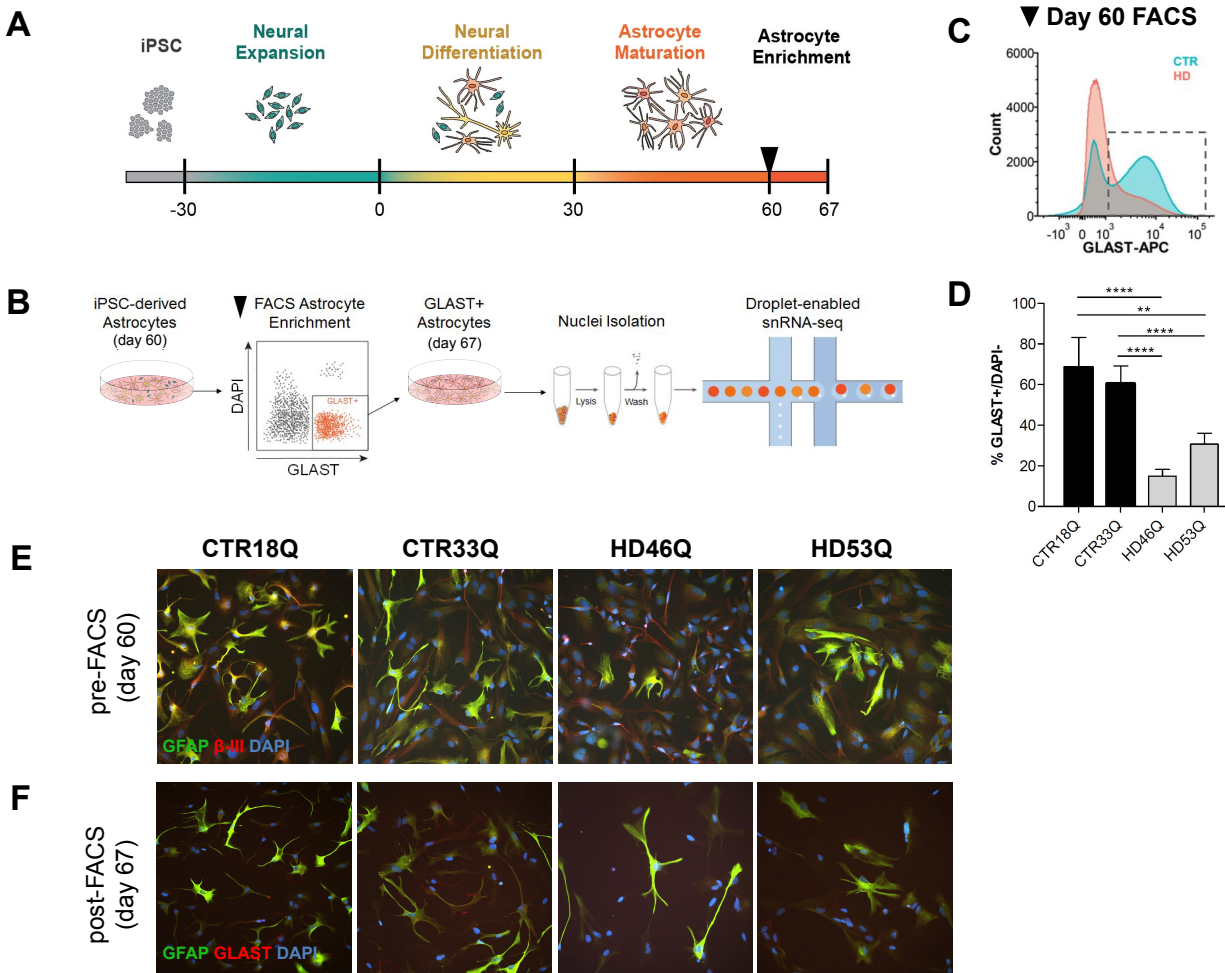 A
iPSC
Neural
Expansion
Neural
Differentiation
Astrocyte
Maturation
Astrocyte
Enrichment
-30
0
30
60
67
B
iPSC-derived
Astrocytes
(day 60)
FACS Astrocyte
Enrichment
DAPI
GLAST+
GLAST
GLAST+
Astrocytes
(day 67)
Nuclei Isolation
Lysis
Wash
Droplet-enabled
snRNA-seq
C
Day 60 FACS
CTR
HD
Count
6000
4000
2000
0
-10³
0
10³
10⁴
10⁵
GLAST-APC
D
% GLAST+/DAPI-
100
80
60
40
20
0
****
**
****
****
CTR18Q
CTR33Q
HD46Q
HD53Q
E
CTR18Q
CTR33Q
HD46Q
HD53Q
pre-FACS
(day 60)
GFAP β-III DAPI
F
post-FACS
(day 67)
GFAP GLAST DAPI